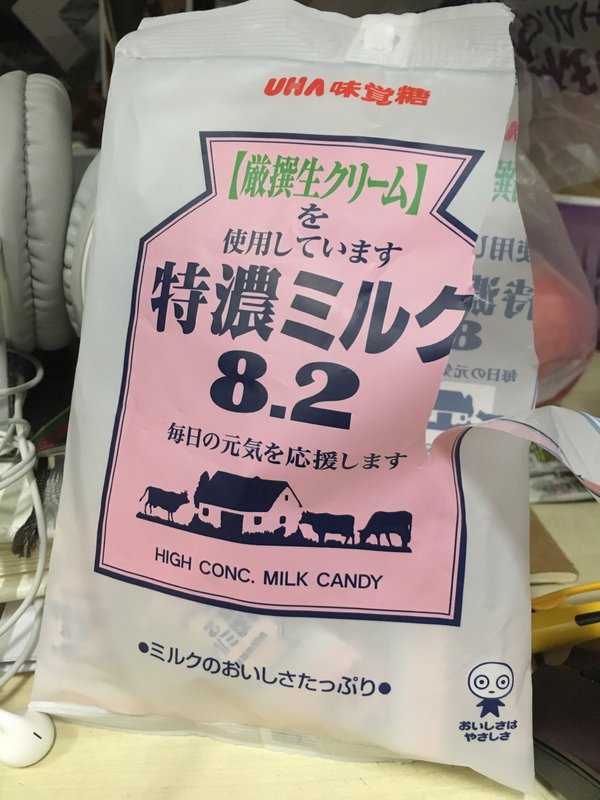 UHA味覚糖
【厳撰生クリーム】
を
使用しています
特濃ミルク
8.2
毎日の元気を応援します
HIGH CONC. MILK CANDY
●ミルクのおいしさたっぷり●
おいしさは
やさしさ